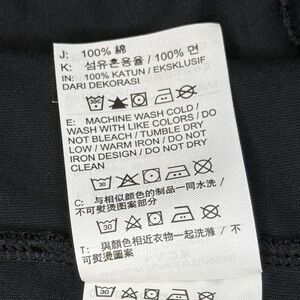 J: 100% 綿
K: 섬유혼용율 / 100% 면
IN: 100% KATUN / EKSKLUSIF
DARI DEKORASI
E: MACHINE WASH COLD /
WASH WITH LIKE COLORS / DO
NOT BLEACH / TUMBLE DRY
LOW / WARM IRON / DO NOT
IRON DESIGN / DO NOT DRY
CLEAN
30
C: 与相似颜色的制品一同水洗 /
不可熨烫图案部分
30
T: 與顏色相近衣物一起洗滌 / 不
可熨燙圖案
30